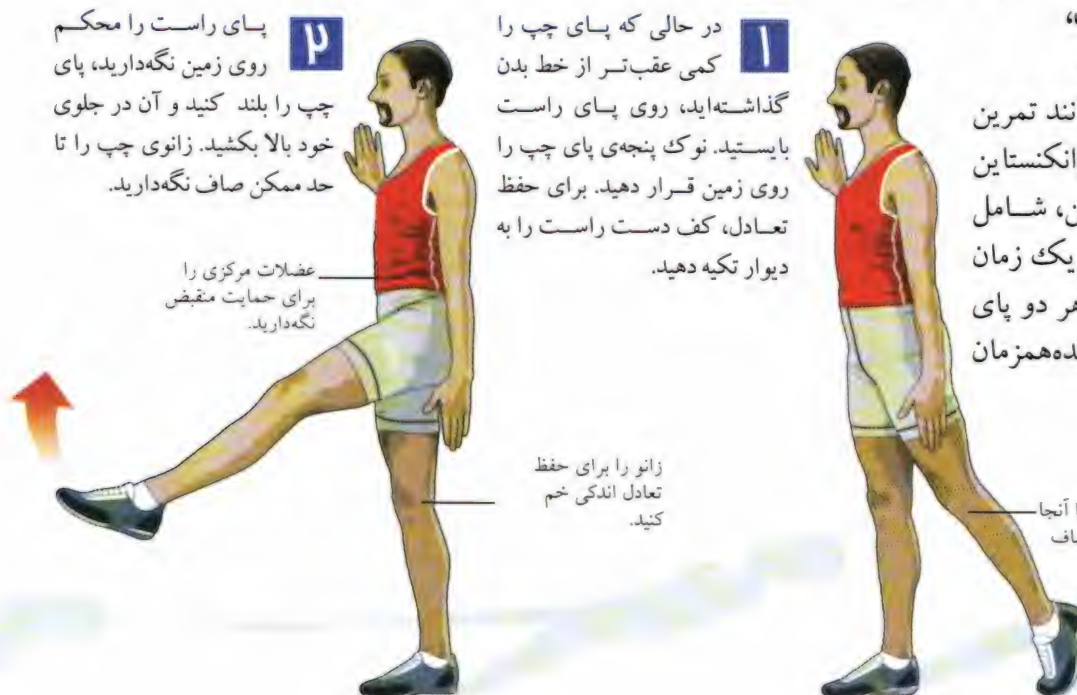 »
انند تمرین
انکنستاین
ن، شامل
یک زمان
هر دو پای
ده‌همزمان
۱
در حالی که پای چپ را
کمی عقب‌تر از خط بدن
گذاشته‌اید، روی پای راست
بایستید. نوک پنجه‌ی پای چپ را
روی زمین قرار دهید. برای حفظ
تعادل، کف دست راست را به
دیوار تکیه دهید.
ا آنجا
باف
۲
پای راست را محکم
روی زمین نگه‌دارید، پای
چپ را بلند کنید و آن در جلوی
خود بالا بکشید. زانوی چپ را تا
حد ممکن صاف نگه‌دارید.
عضلات مرکزی را
برای حمایت منقبض
نگه‌دارید.
زانو را برای حفظ
تعادل اندکی خم
کنید.